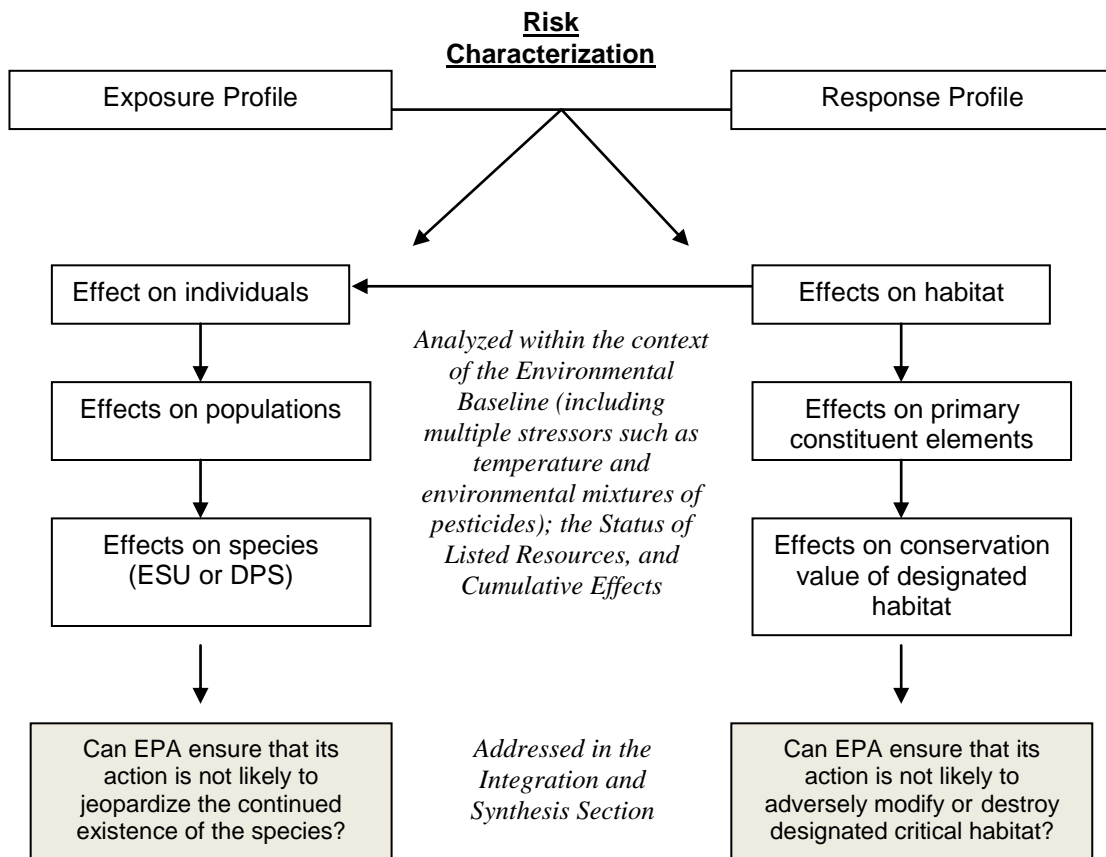 Risk
Characterization
Exposure Profile
Response Profile
Effect on individuals
Effects on habitat
Analyzed within the context
of the Environmental
Baseline (including
multiple stressors such as
temperature and
environmental mixtures of
pesticides); the Status of
Listed Resources, and
Cumulative Effects
Effects on populations
Effects on primary
constituent elements
Effects on species
(ESU or DPS)
Effects on conservation
value of designated
habitat
Can EPA ensure that its
action is not likely to
jeopardize the continued
existence of the species?
Addressed in the
Integration and
Synthesis Section
Can EPA ensure that its
action is not likely to
adversely modify or destroy
designated critical habitat?